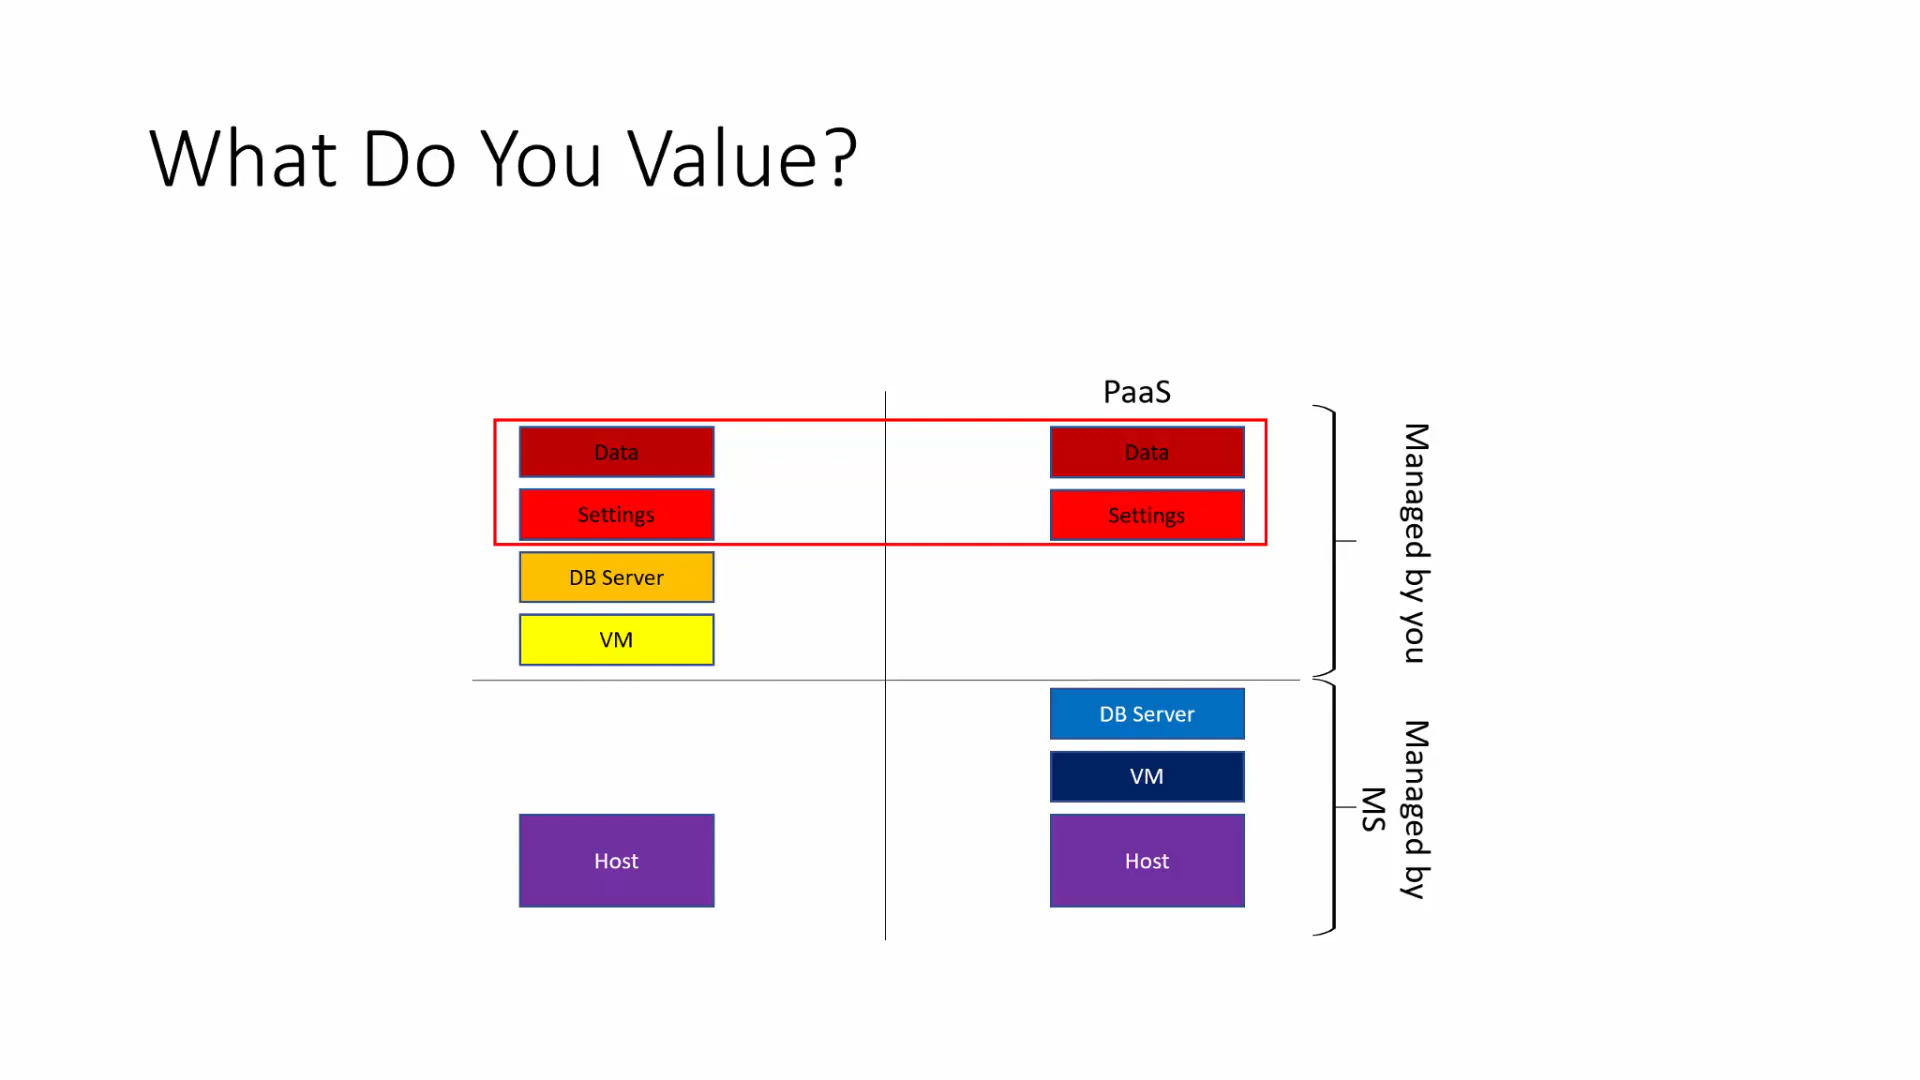 What Do You Value?
PaaS
Data
Settings
DB Server
VM
Host
Data
Settings
DB Server
VM
Host
Managed by you
Managed by
MS